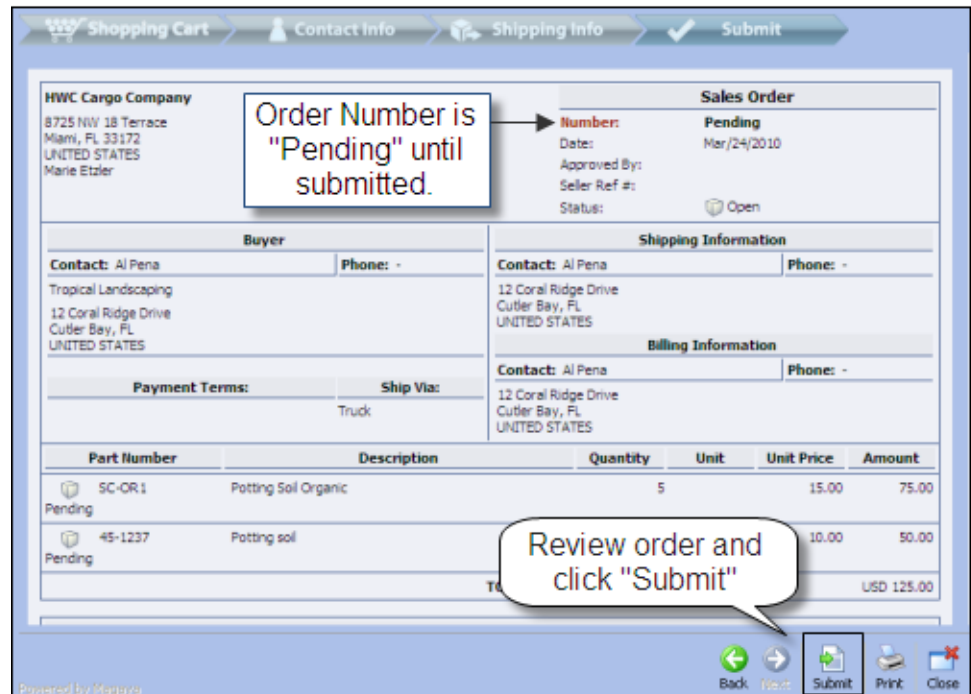 Shopping Cart Contact Info Shipping Info Submit
HWC Cargo Company
8725 NW 18 Terrace
Miami, FL 33172
UNITED STATES
Marie Etzler
Order Number is
"Pending" until
submitted.
Sales Order
Number: Pending
Date: Mar/24/2010
Approved By:
Seller Ref #:
Status: Open
Buyer
Contact: Al Pena Phone: -
Tropical Landscaping
12 Coral Ridge Drive
Cutler Bay, FL
UNITED STATES
Payment Terms: Ship Via:
Truck
Shipping Information
Contact: Al Pena Phone: -
12 Coral Ridge Drive
Cutler Bay, FL
UNITED STATES
Billing Information
Contact: Al Pena Phone: -
12 Coral Ridge Drive
Cutler Bay, FL
UNITED STATES
Part Number Description Quantity Unit Unit Price Amount
SC-OR1 Potting Soil Organic 5 15.00 75.00
Pending
45-1237 Potting soil 10.00 50.00
Pending
USD 125.00
Review order and
click "Submit"
Back Next Submit Print Close
Powered by Magaya